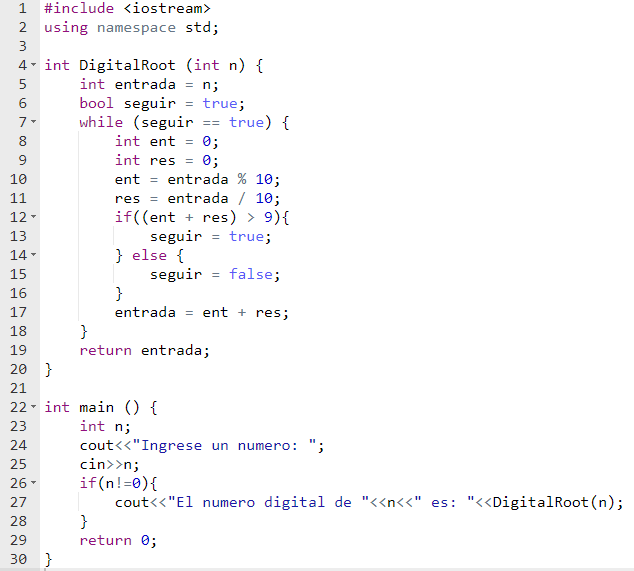 1 #include <iostream>
2 using namespace std;
3
4 int DigitalRoot (int n) {
5     int entrada = n;
6     bool seguir = true;
7     while (seguir == true) {
8         int ent = 0;
9         int res = 0;
10         ent = entrada % 10;
11         res = entrada / 10;
12         if((ent + res) > 9){
13             seguir = true;
14         } else {
15             seguir = false;
16         }
17         entrada = ent + res;
18     }
19     return entrada;
20 }
21
22 int main () {
23     int n;
24     cout<<"Ingrese un numero: ";
25     cin>>n;
26     if(n!=0){
27         cout<<"El numero digital de "<<n<<" es: "<<DigitalRoot(n);
28     }
29     return 0;
30 }